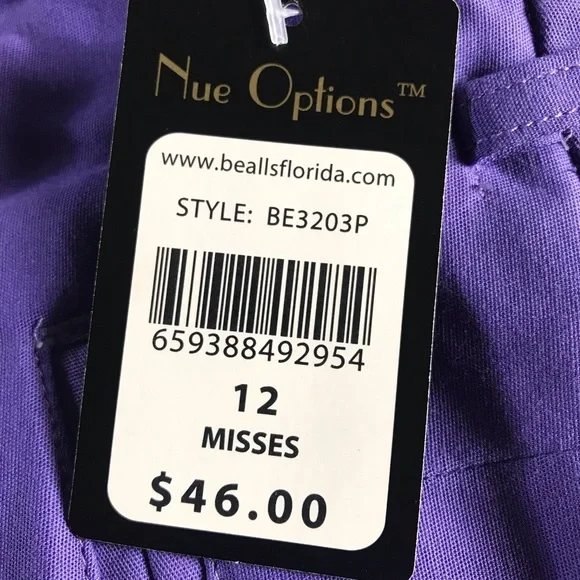 Nue Options™
www.beallsflorida.com
STYLE: BE3203P
659388492954
12
MISSES
$46.00